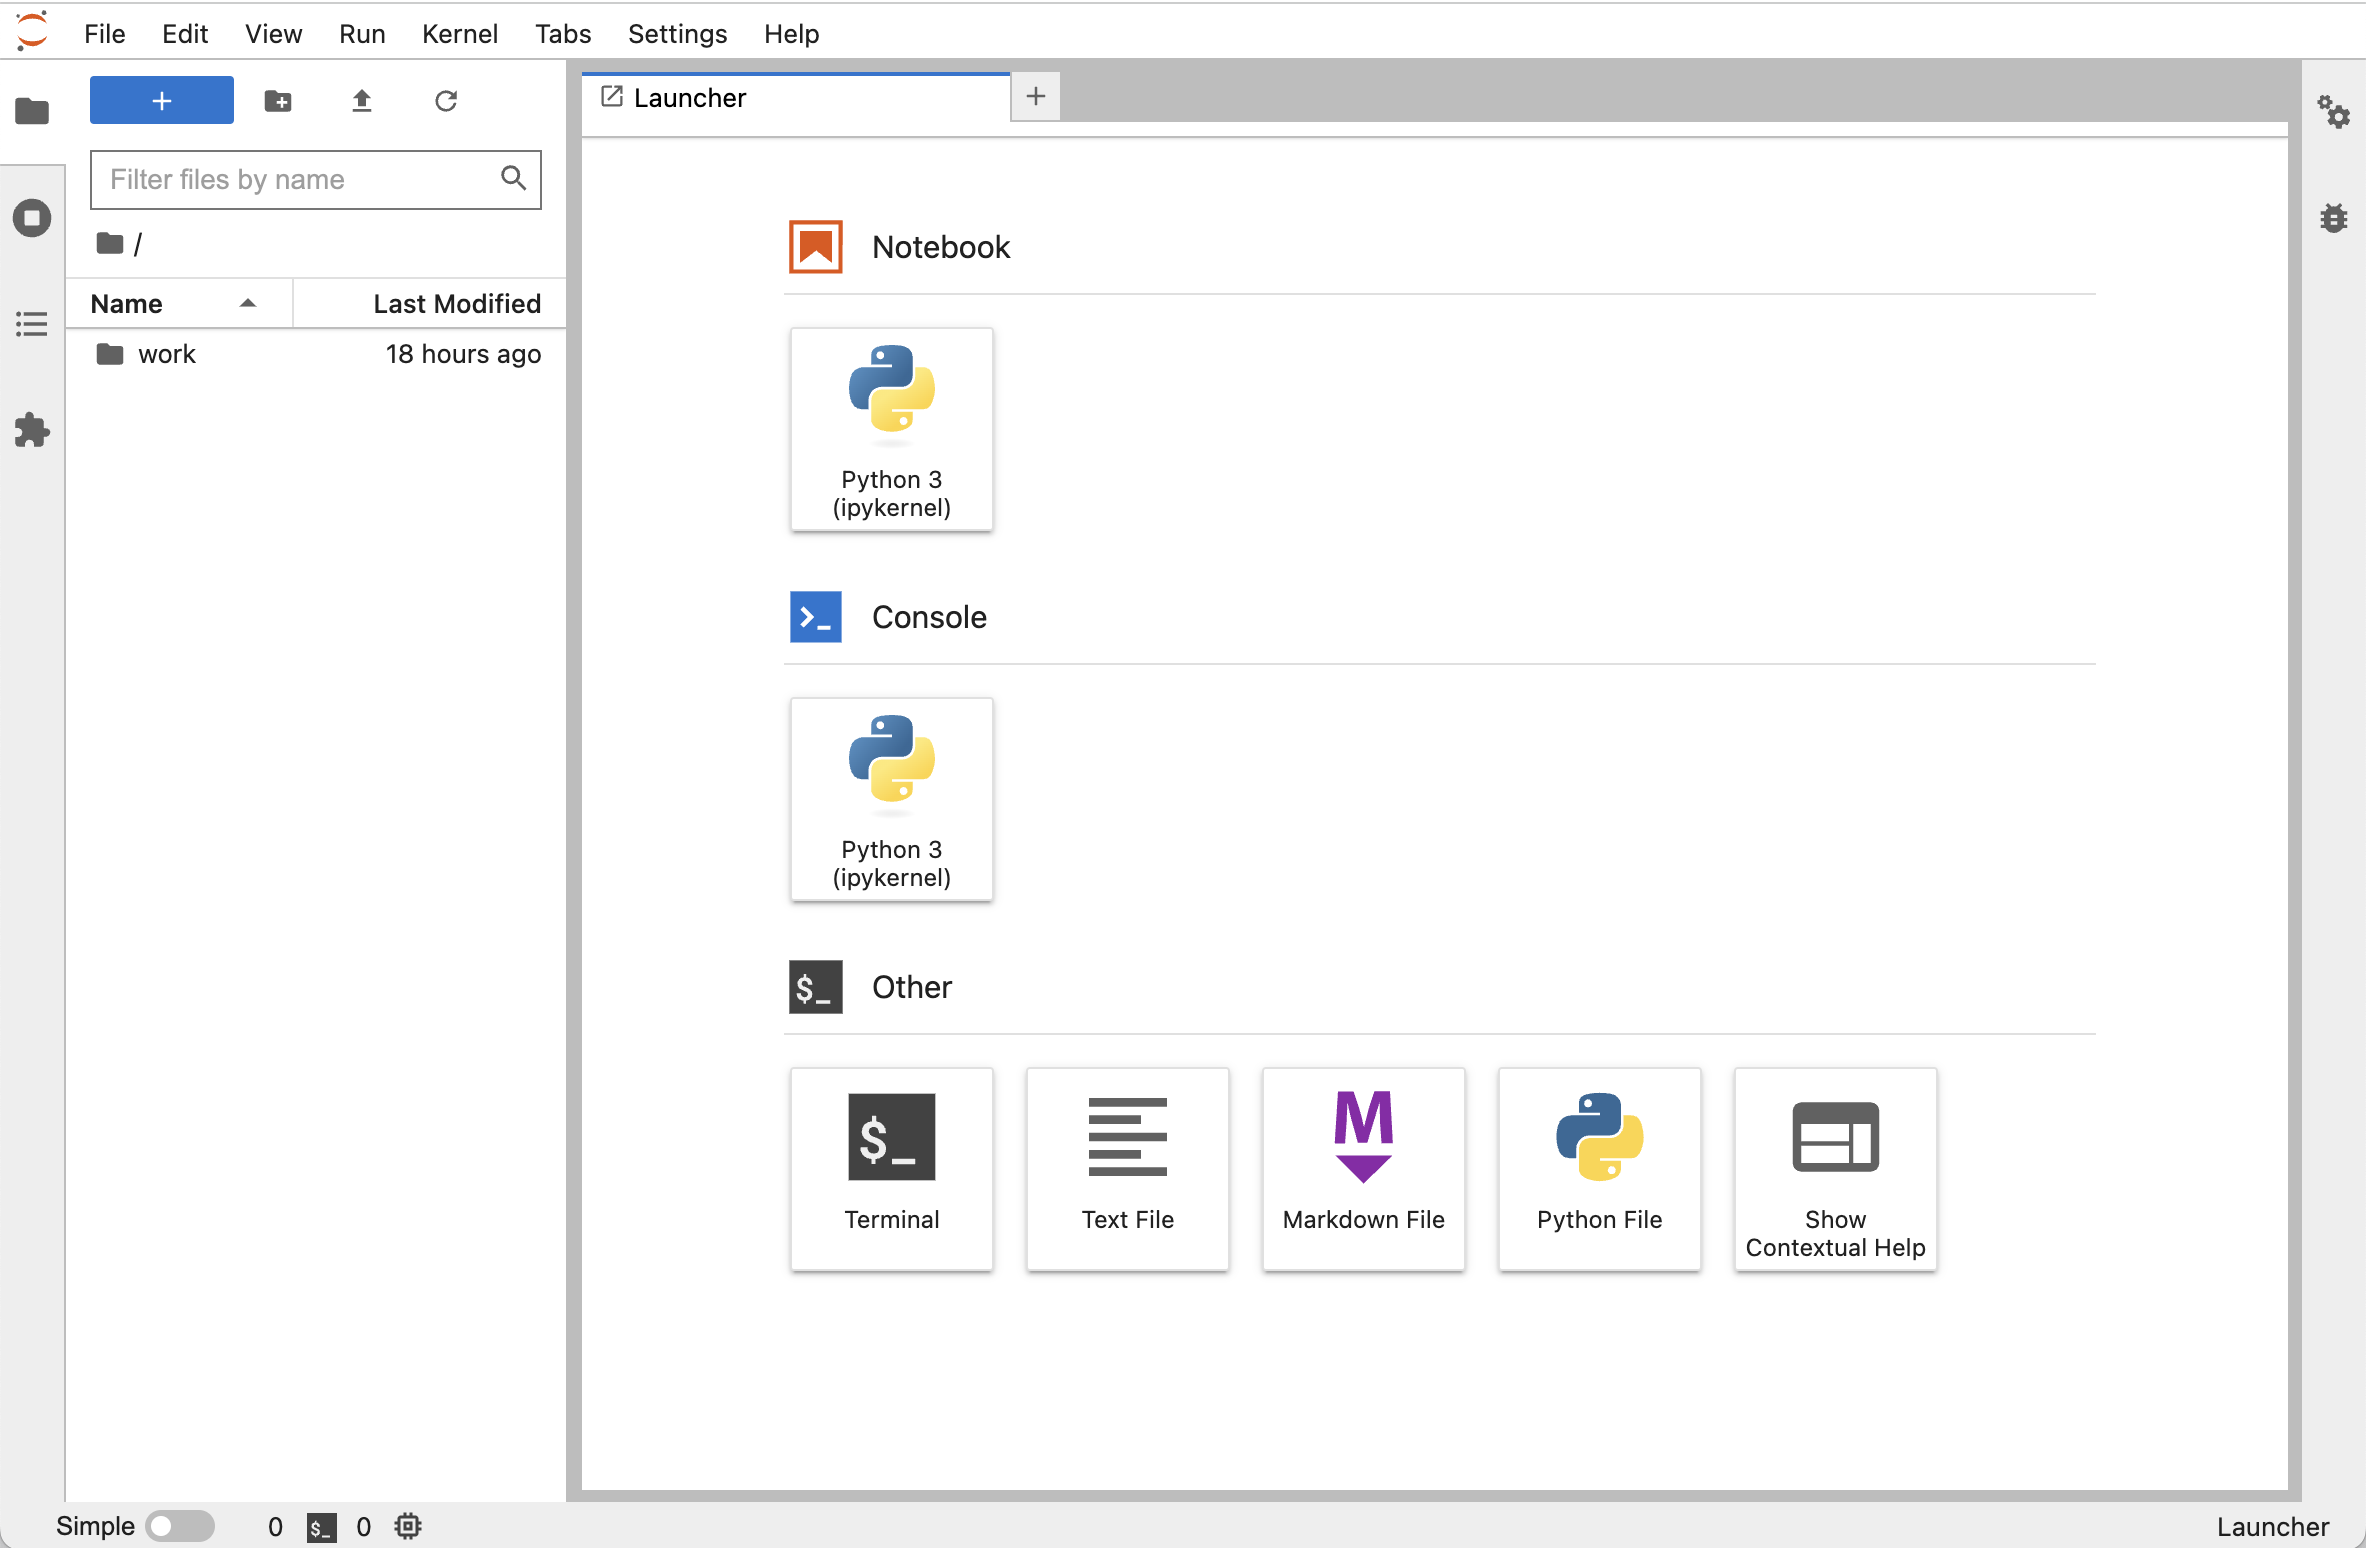 File Edit View Run Kernel Tabs Settings Help
+
Launcher
+
Filter files by name
/
Name Last Modified
work 18 hours ago
Notebook
Python 3
(ipykernel)
>_ Console
Python 3
(ipykernel)
$_ Other
$_
Terminal
Text File
M
Markdown File
Python File
Show
Contextual Help
Simple 0 $_ 0 Launcher